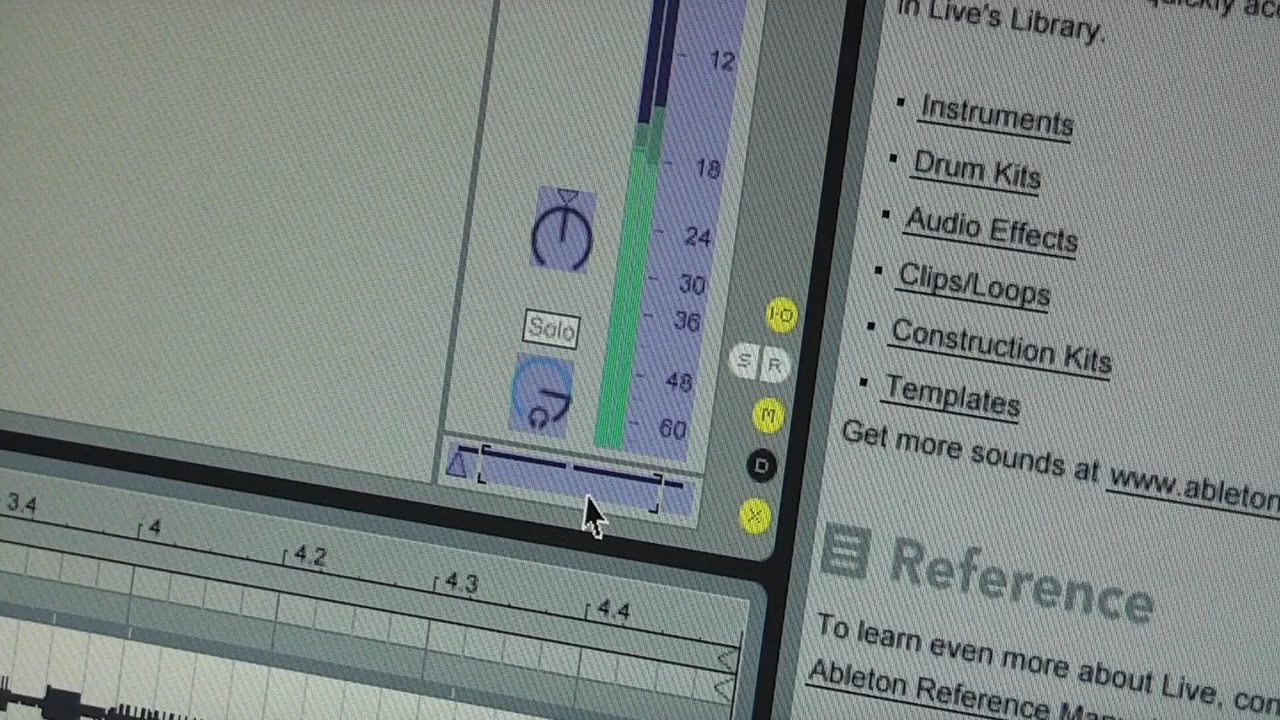 12
18
24
30
36
48
60
Solo
I·O
S R
M
D
X
3.4
4
4.2
4.3
4.4
in Live's Library.
Instruments
Drum Kits
Audio Effects
Clips/Loops
Construction Kits
Templates
Get more sounds at www.ableton
Reference
To learn even more about Live, con
Ableton Reference Ma